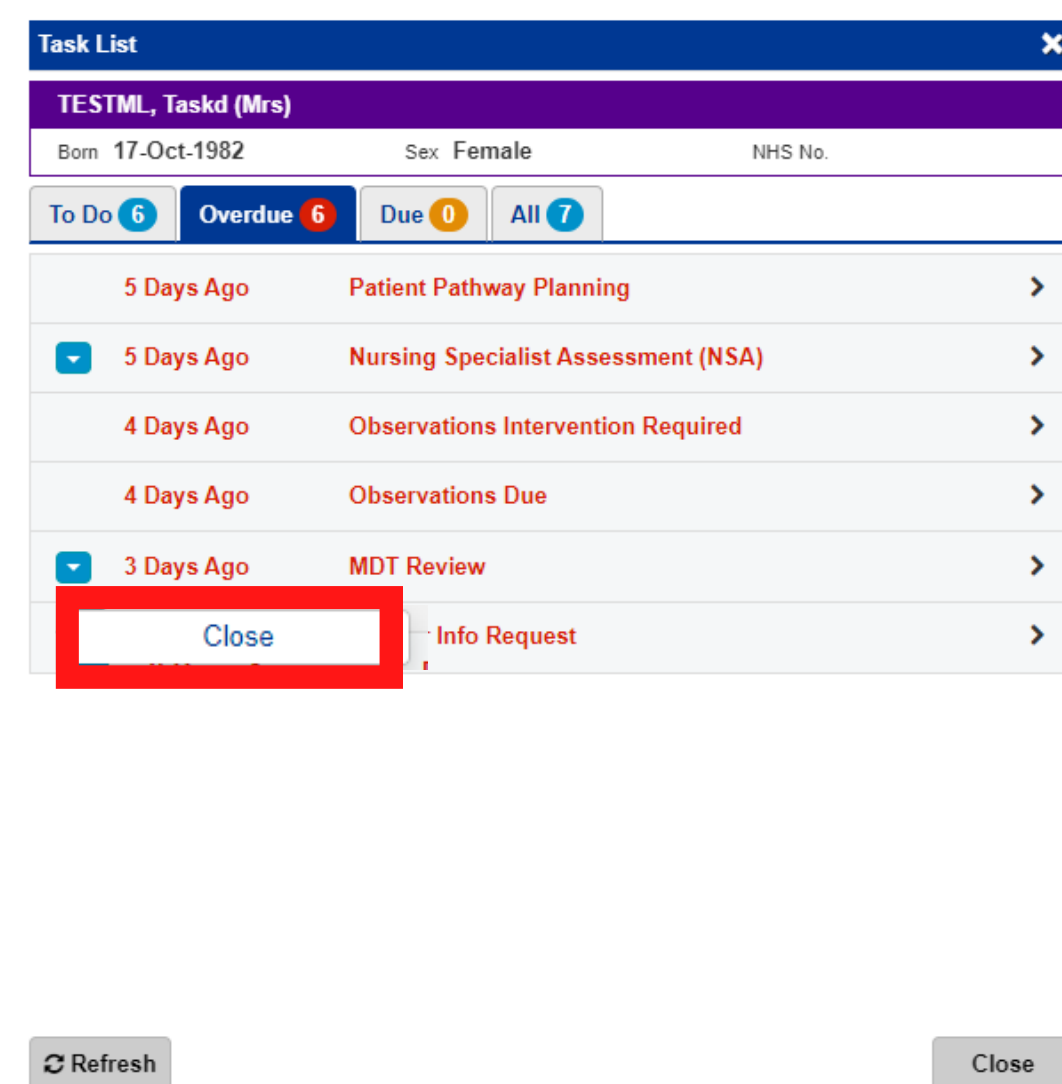 Task List
TESTML, Taskd (Mrs)
Born 17-Oct-1982 Sex Female NHS No.
To Do 6 Overdue 6 Due 0 All 7
5 Days Ago Patient Pathway Planning
5 Days Ago Nursing Specialist Assessment (NSA)
4 Days Ago Observations Intervention Required
4 Days Ago Observations Due
3 Days Ago MDT Review
Close Info Request
Refresh Close